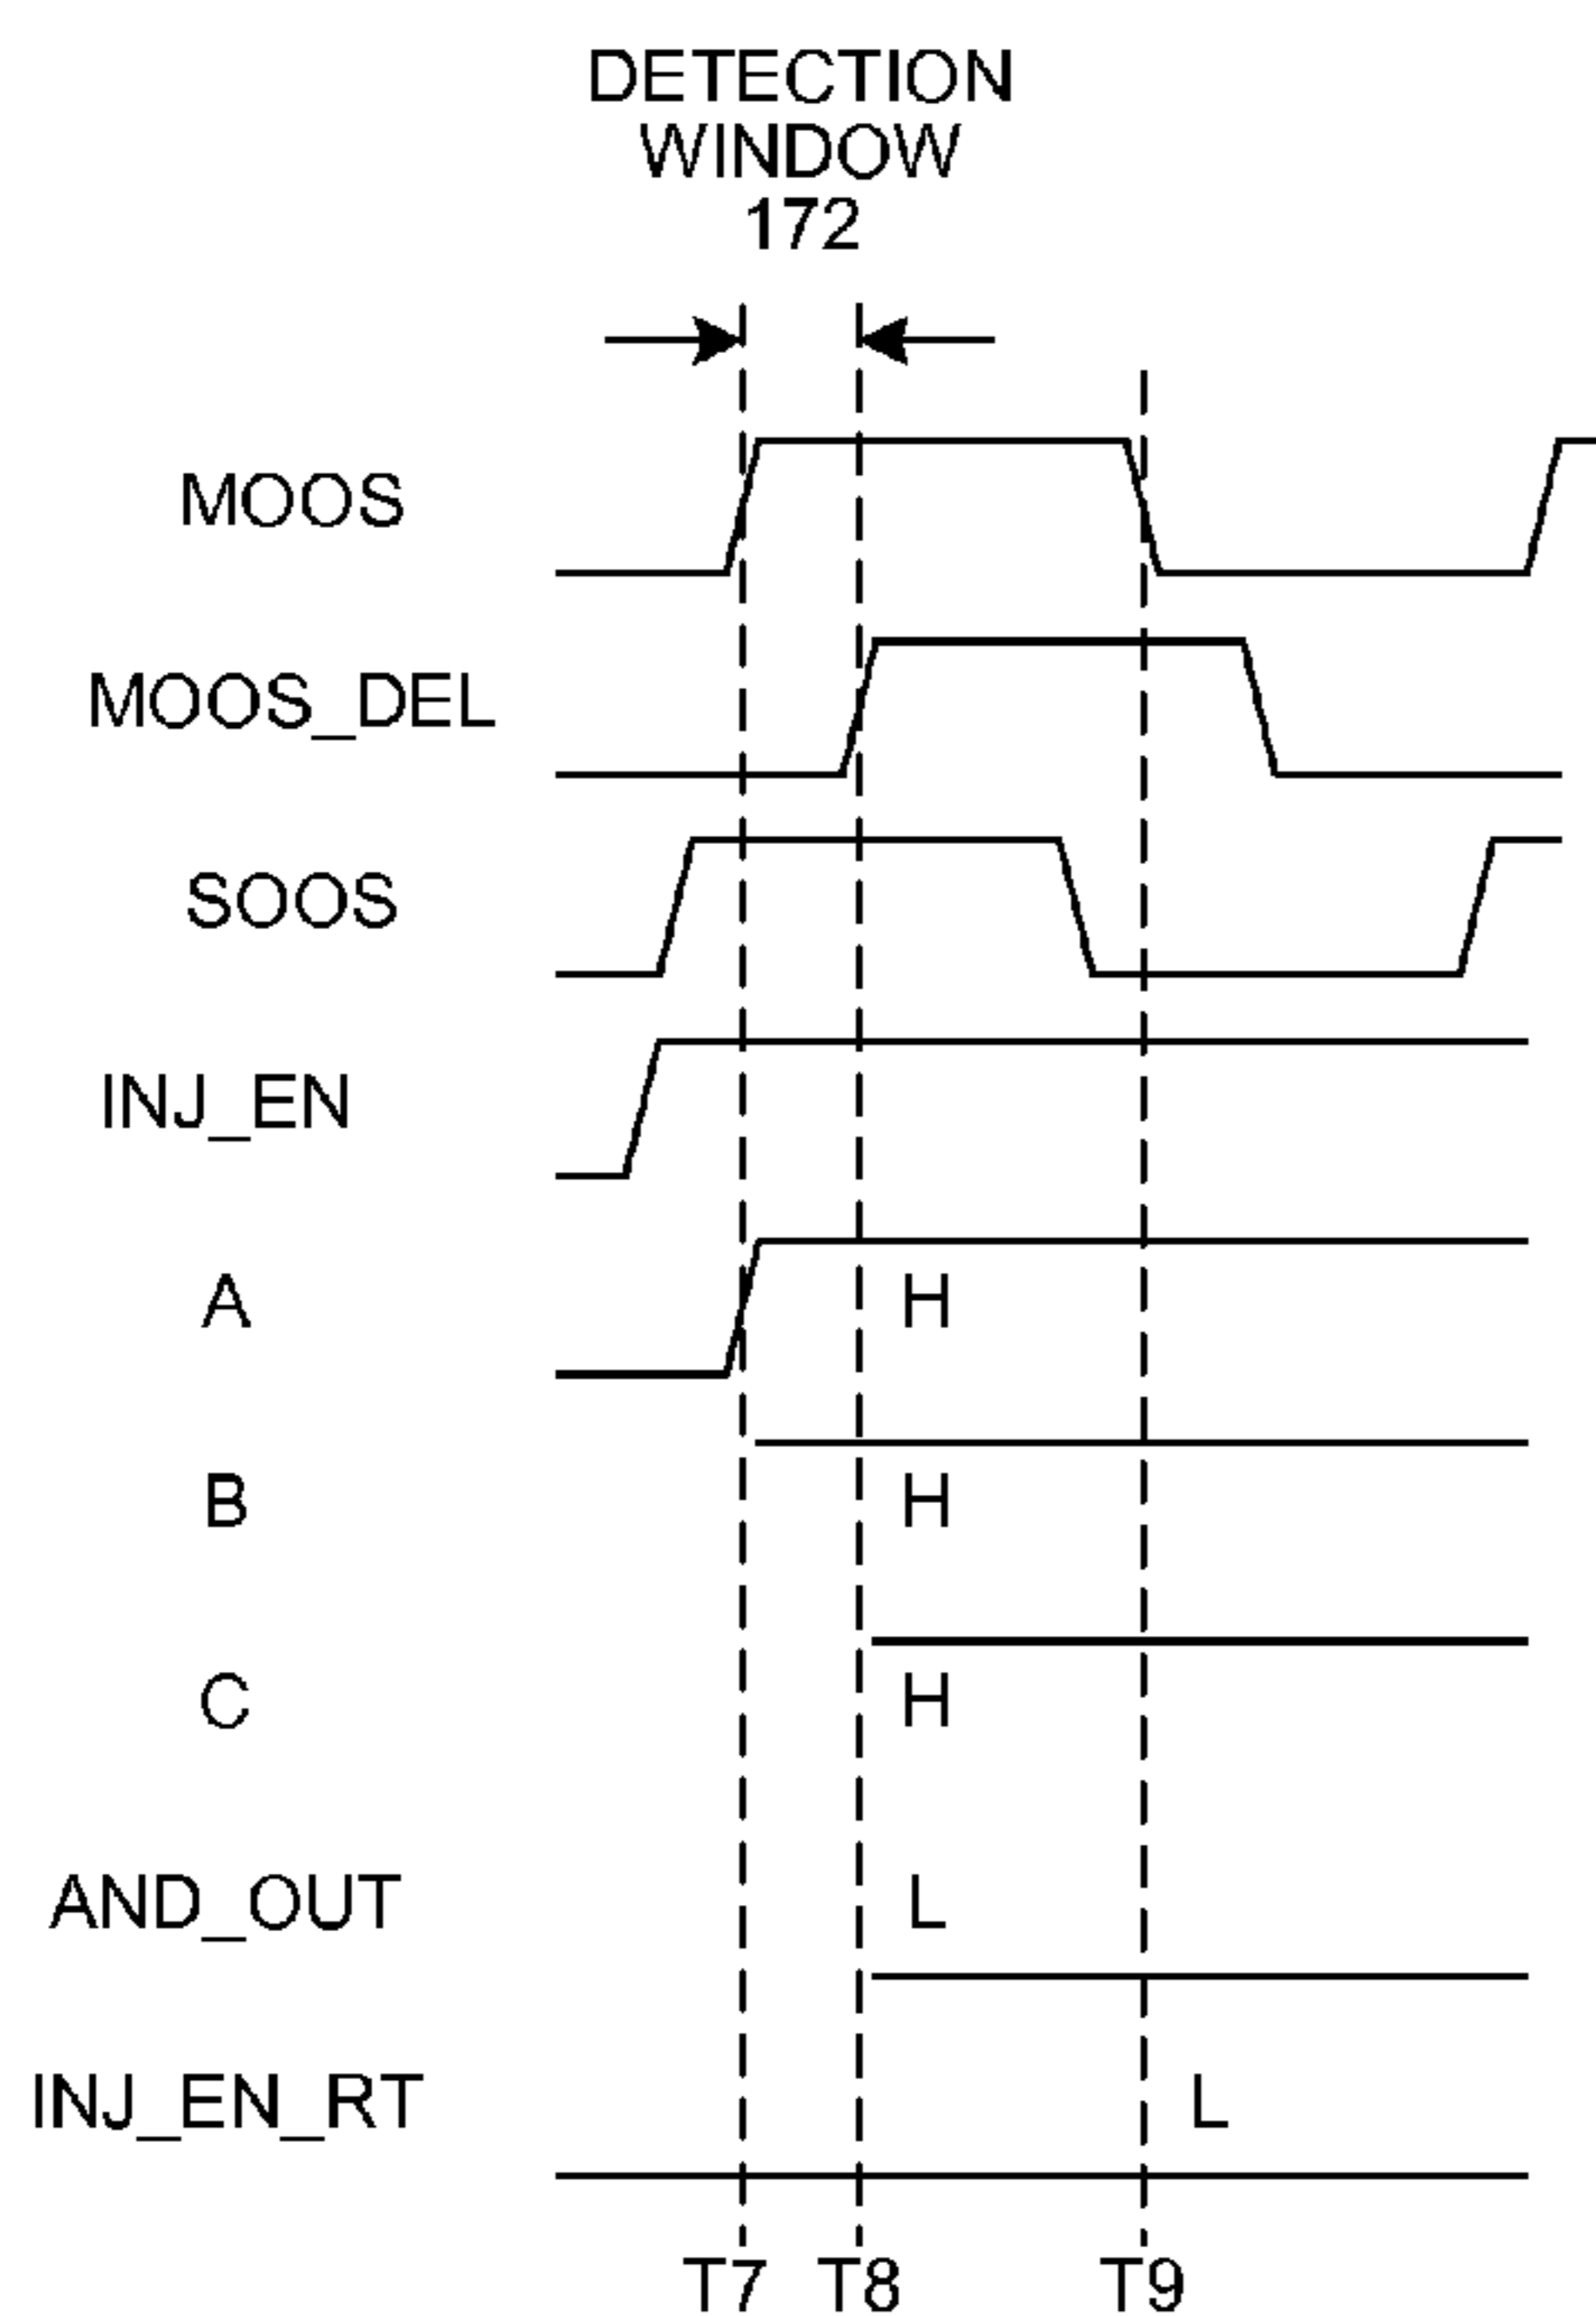 DETECTION
WINDOW
172
MOOS
MOOS_DEL
SOOS
INJ_EN
A
H
B
H
C
H
AND_OUT
L
INJ_EN_RT
L
T7 T8 T9